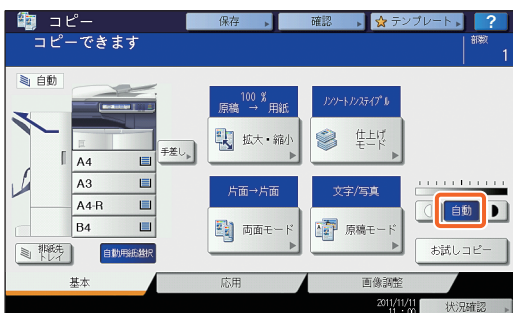 コピー
保存
確認
テンプレート
?
コピーできます
部数
1
自動
100 %
原稿 → 用紙
ノンソート/ノンステイプル
拡大・縮小
仕上げ
モード
手差し
A4
A3
A4-R
B4
片面→片面
文字/写真
両面モード
原稿モード
自動
排紙先
トレイ
自動用紙選択
お試しコピー
基本
応用
画像調整
2011/11/11
11 : 00
状況確認